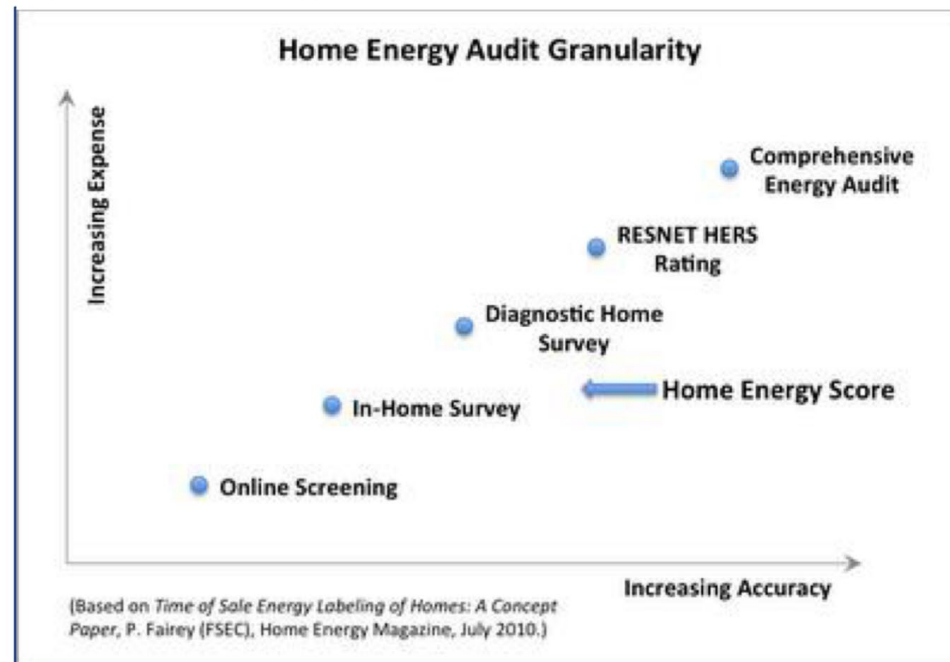 Home Energy Audit Granularity
Increasing Expense
Comprehensive
Energy Audit
RESNET HERS
Rating
Diagnostic Home
Survey
Home Energy Score
In-Home Survey
Online Screening
Increasing Accuracy
(Based on Time of Sale Energy Labeling of Homes: A Concept
Paper, P. Fairey (FSEC), Home Energy Magazine, July 2010.)